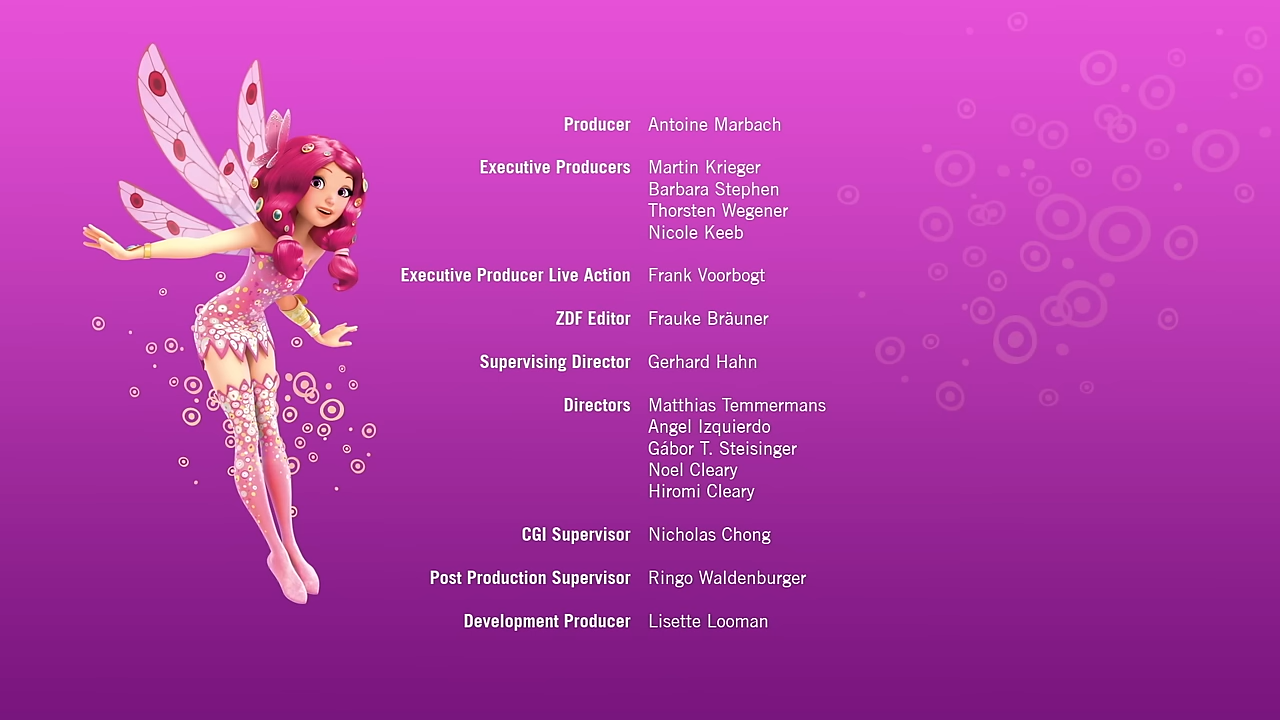 Producer Antoine Marbach
Executive Producers Martin Krieger
Barbara Stephen
Thorsten Wegener
Nicole Keeb
Executive Producer Live Action Frank Voorbogt
ZDF Editor Frauke Bräuner
Supervising Director Gerhard Hahn
Directors Matthias Temmermans
Angel Izquierdo
Gábor T. Steisinger
Noel Cleary
Hiromi Cleary
CGI Supervisor Nicholas Chong
Post Production Supervisor Ringo Waldenburger
Development Producer Lisette Looman